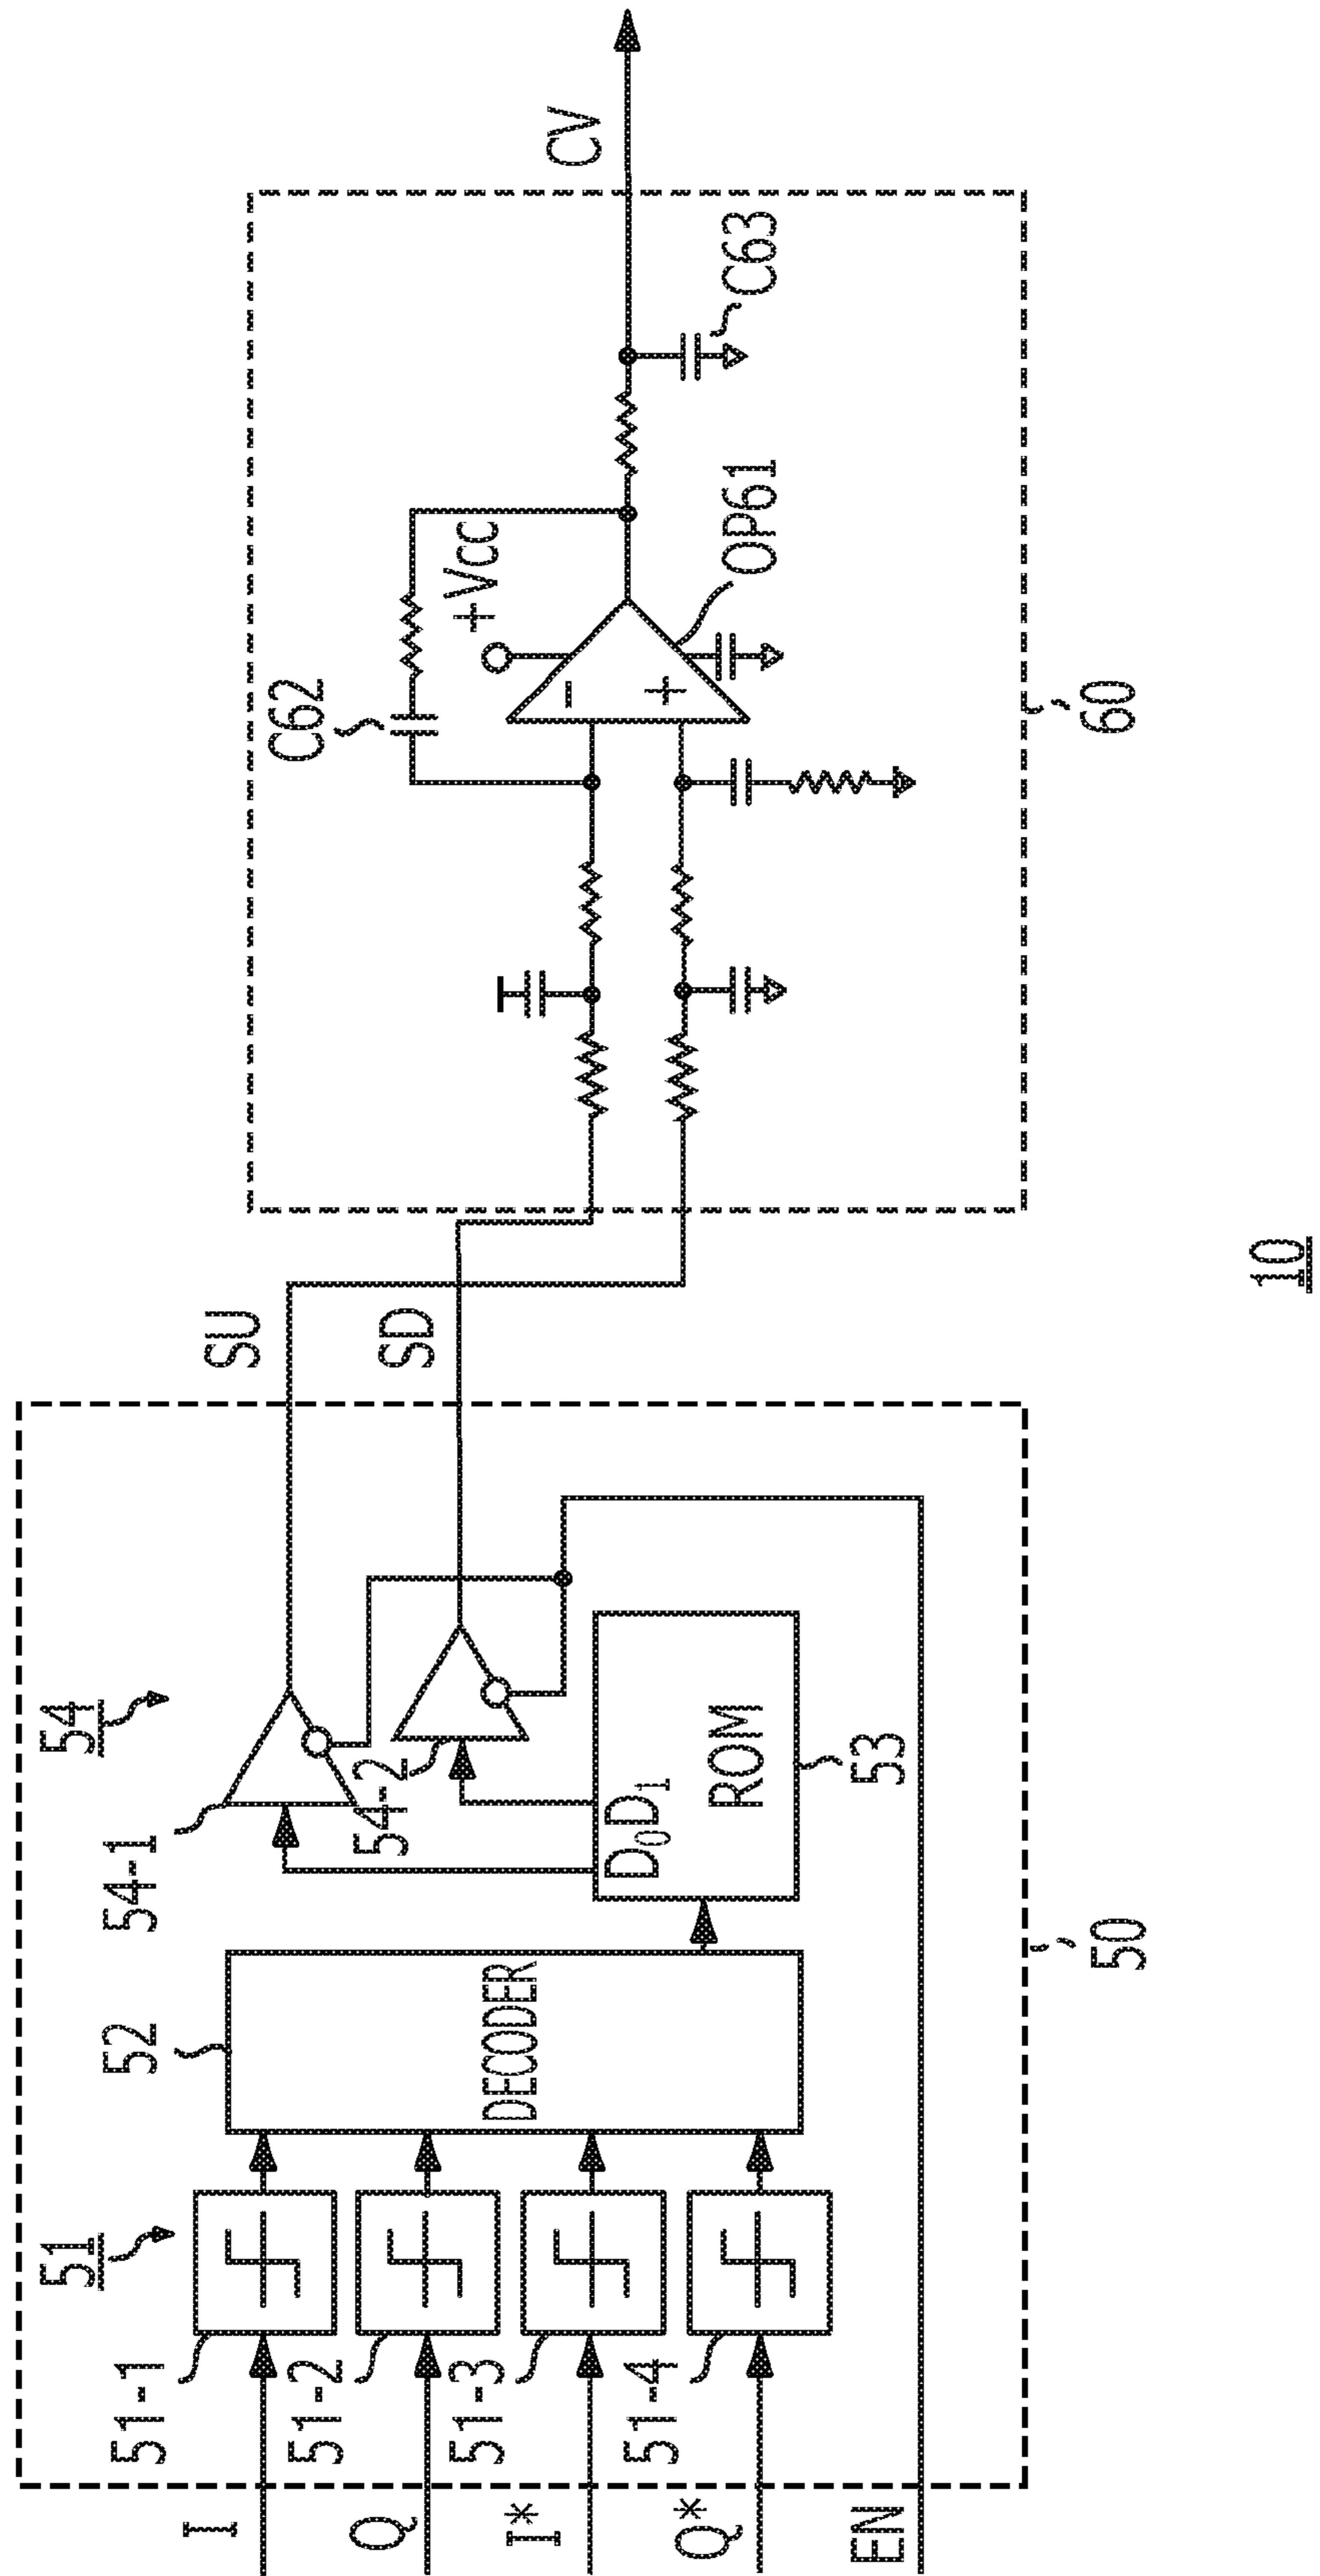 I
Q
I*
Q*
EN
51
51-1
51-2
51-3
51-4
52
DECODER
54
54-1
54-2
D0D1
ROM
53
50
SU
SD
C62
+Vcc
−
+
OP61
C63
60
CV
10